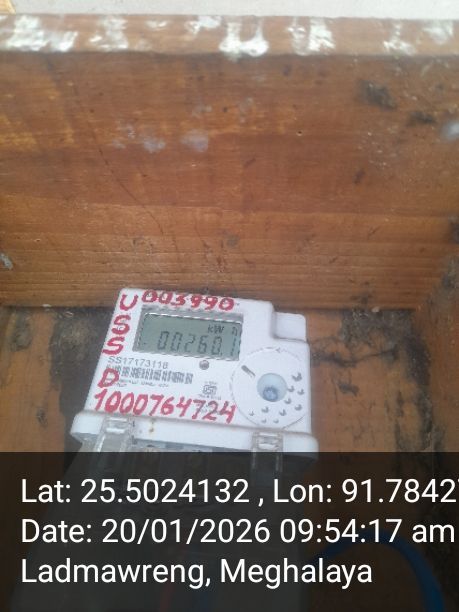 003990
U
S
S
D
kW h
00260.1
SS17173118
1000764724
Lat: 25.5024132 , Lon: 91.7842
Date: 20/01/2026 09:54:17 am
Ladmawreng, Meghalaya